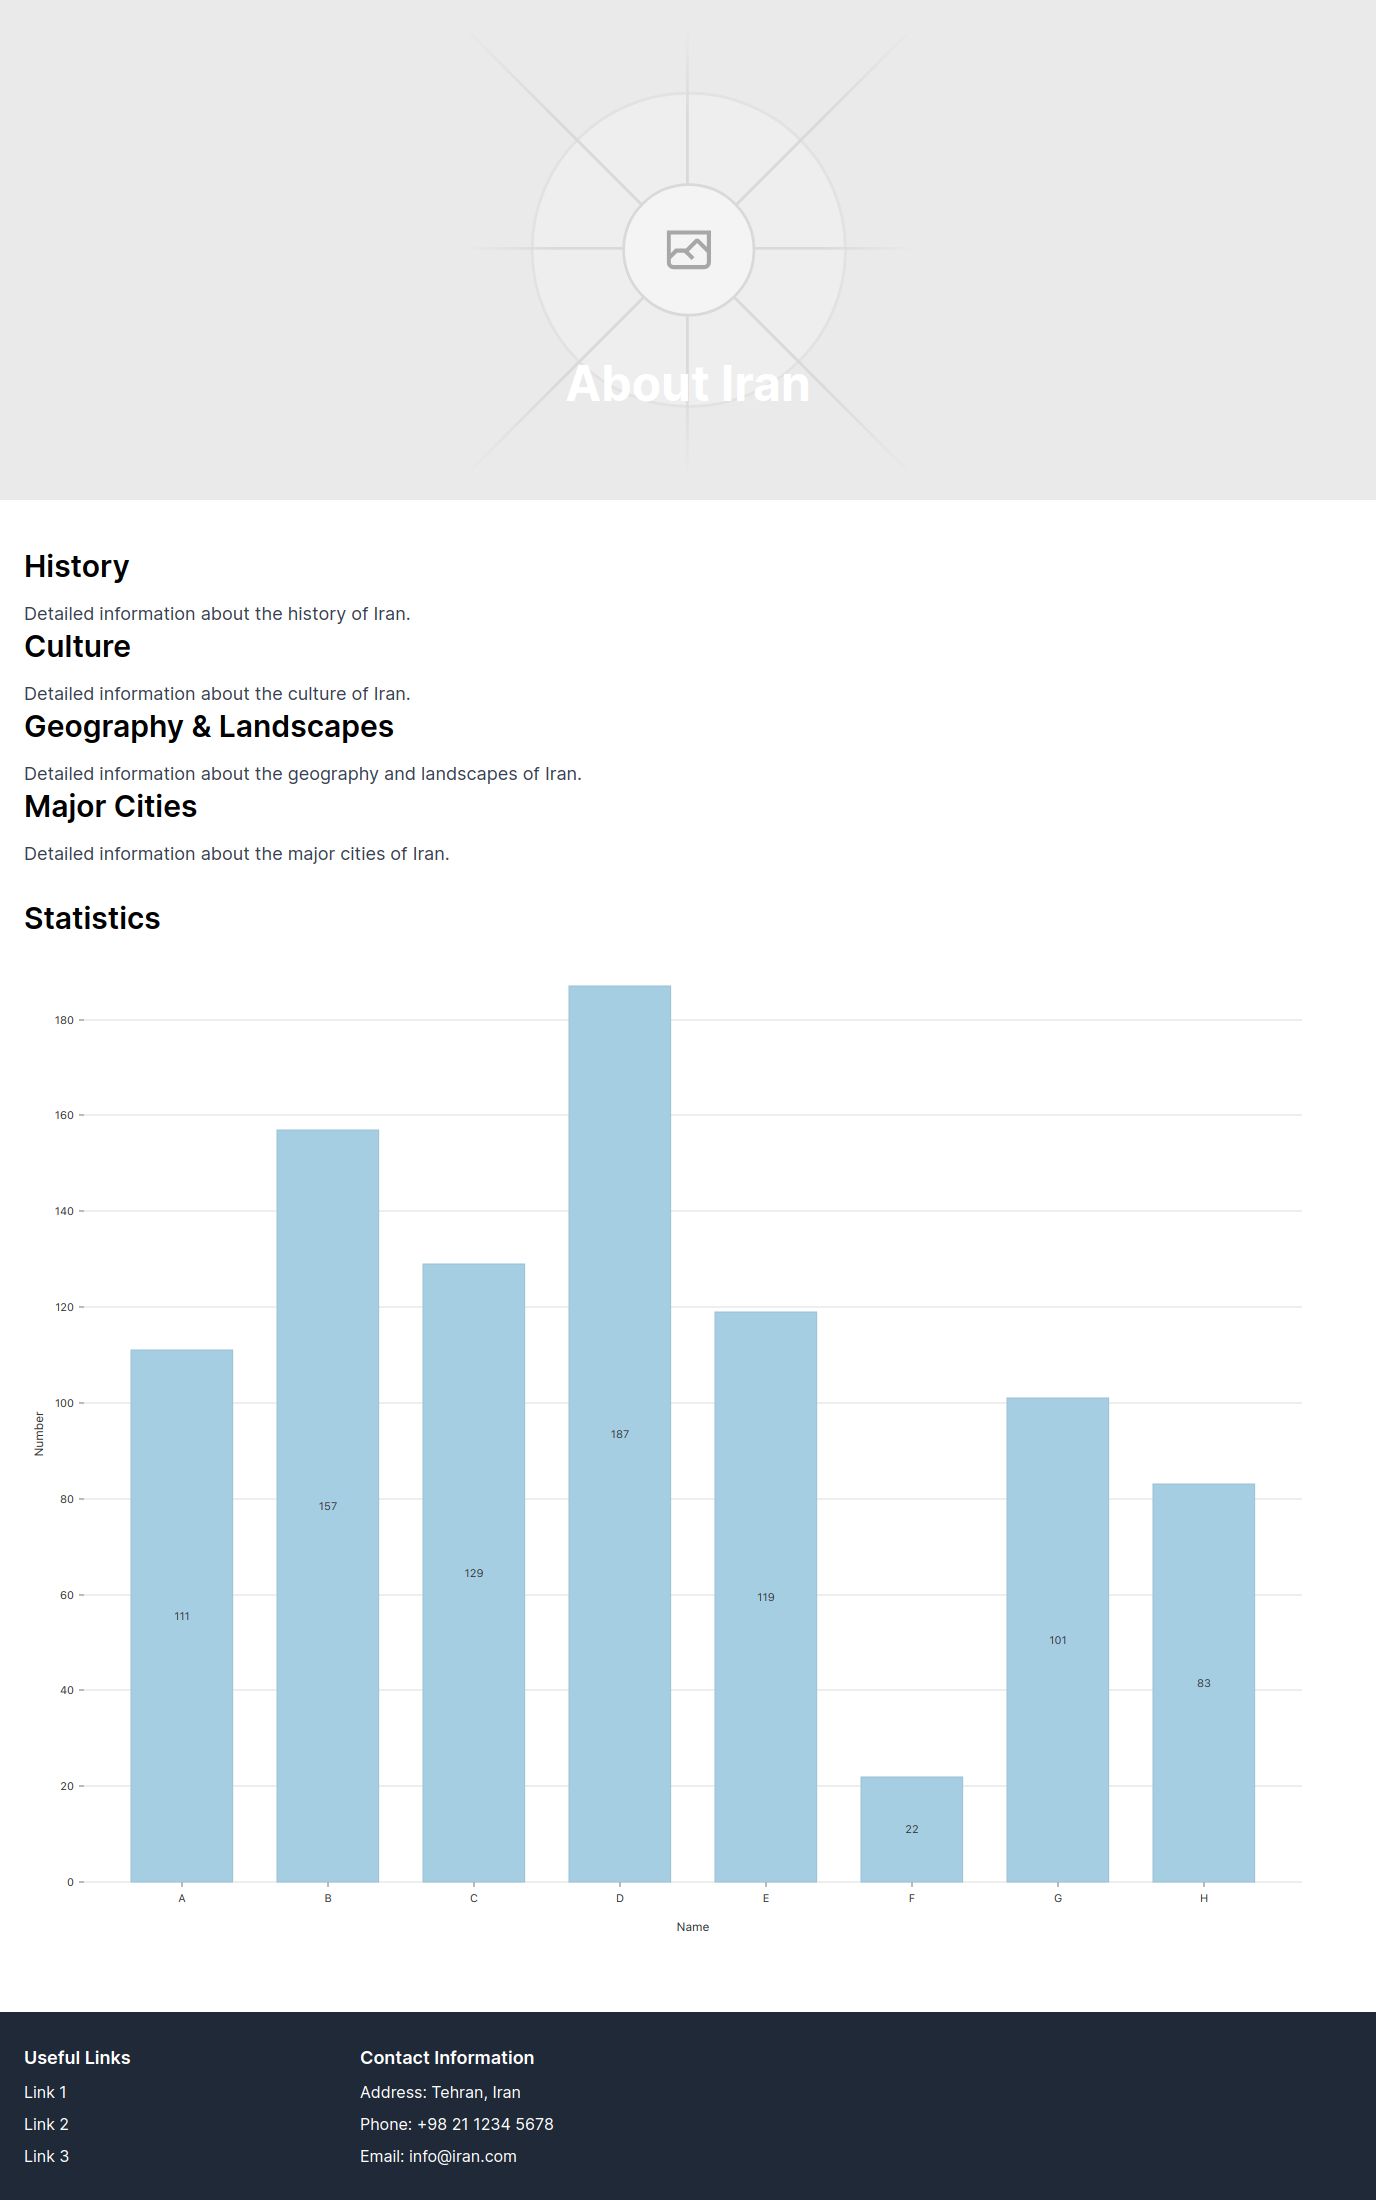 About Iran
History
Detailed information about the history of Iran.
Culture
Detailed information about the culture of Iran.
Geography & Landscapes
Detailed information about the geography and landscapes of Iran.
Major Cities
Detailed information about the major cities of Iran.
Statistics
180
160
140
120
100
80
60
40
20
0
Number
111
157
129
187
119
22
101
83
A B C D E F G H
Name
Useful Links
Link 1
Link 2
Link 3
Contact Information
Address: Tehran, Iran
Phone: +98 21 1234 5678
Email: info@iran.com